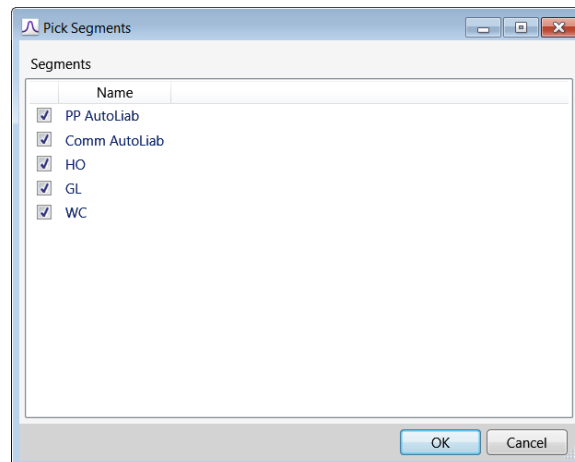 Pick Segments
Segments
Name
PP AutoLiab
Comm AutoLiab
HO
GL
WC
OK Cancel